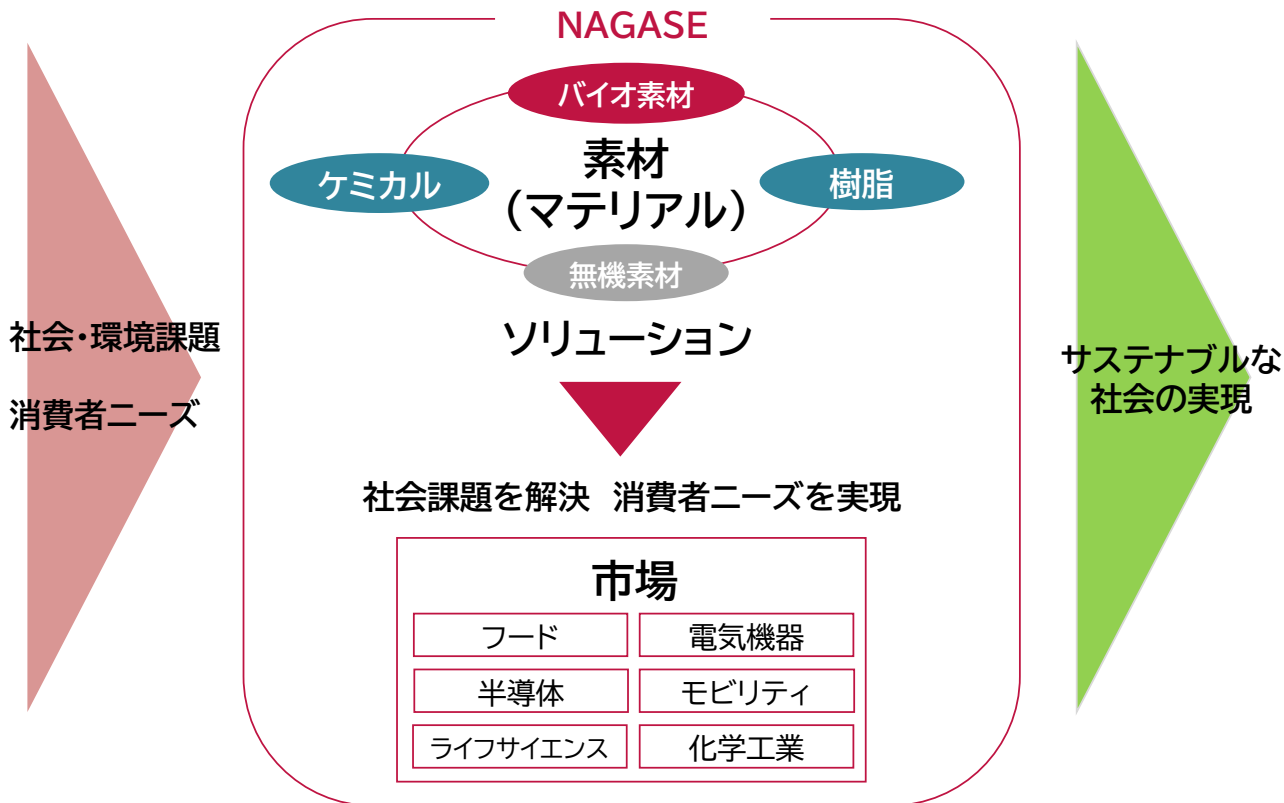 NAGASE
バイオ素材
素材
（マテリアル）
ケミカル
樹脂
無機素材
ソリューション
社会・環境課題
消費者ニーズ
サステナブルな
社会の実現
社会課題を解決　消費者ニーズを実現
市場
フード
電気機器
半導体
モビリティ
ライフサイエンス
化学工業